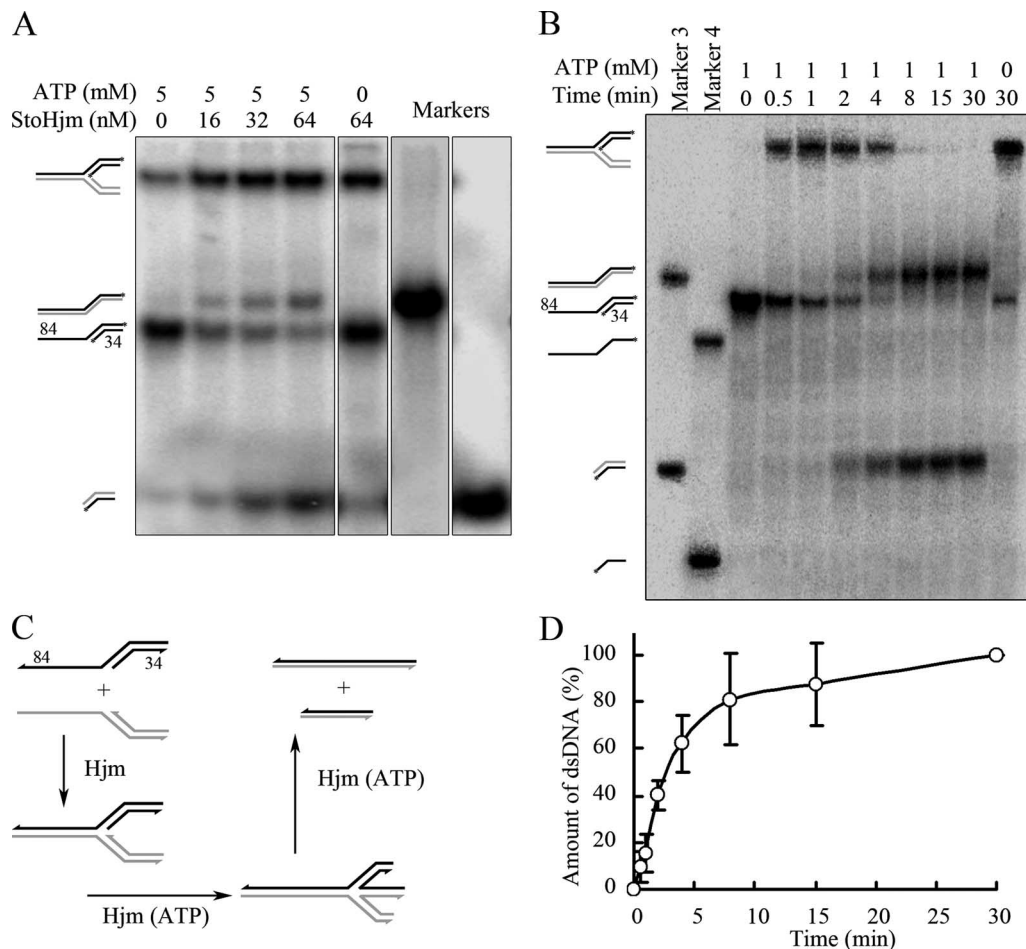 A
ATP (mM) 5 5 5 5 0
StoHjm (nM) 0 16 32 64 64 Markers
84
34
B
Marker 3
Marker 4
ATP (mM) 1 1 1 1 1 1 1 1 0
Time (min) 0 0.5 1 2 4 8 15 30 30
84
34
C
84
34
+
Hjm
Hjm (ATP)
+
Hjm (ATP)
D
Amount of dsDNA (%)
100
80
60
40
20
0
0 5 10 15 20 25 30
Time (min)